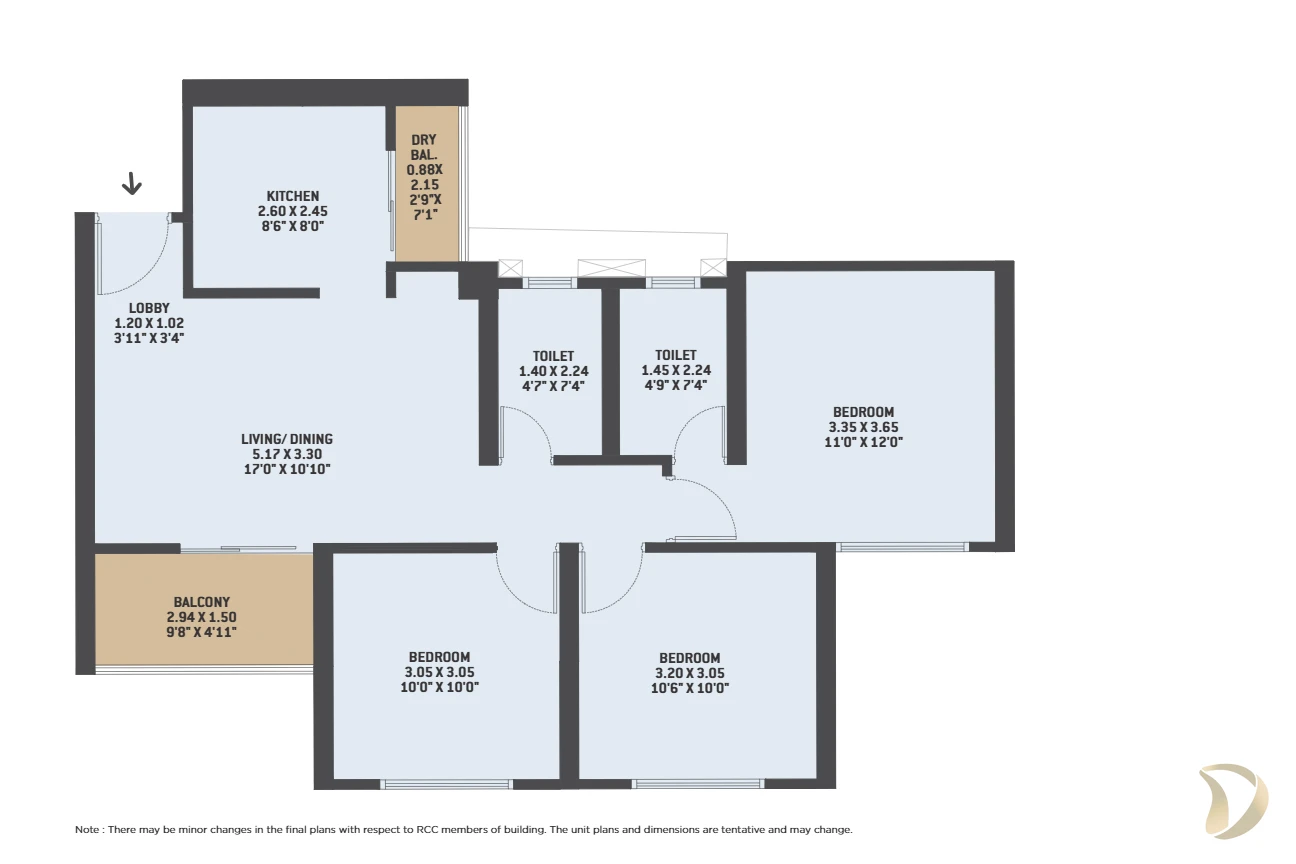 DRY
BAL.
0.88X
2.15
2'9"X
7'1"
KITCHEN
2.60 X 2.45
8'6" X 8'0"
LOBBY
1.20 X 1.02
3'11" X 3'4"
TOILET
1.40 X 2.24
4'7" X 7'4"
TOILET
1.45 X 2.24
4'9" X 7'4"
BEDROOM
3.35 X 3.65
11'0" X 12'0"
LIVING/ DINING
5.17 X 3.30
17'0" X 10'10"
BALCONY
2.94 X 1.50
9'8" X 4'11"
BEDROOM
3.05 X 3.05
10'0" X 10'0"
BEDROOM
3.20 X 3.05
10'6" X 10'0"
Note : There may be minor changes in the final plans with respect to RCC members of building. The unit plans and dimensions are tentative and may change.